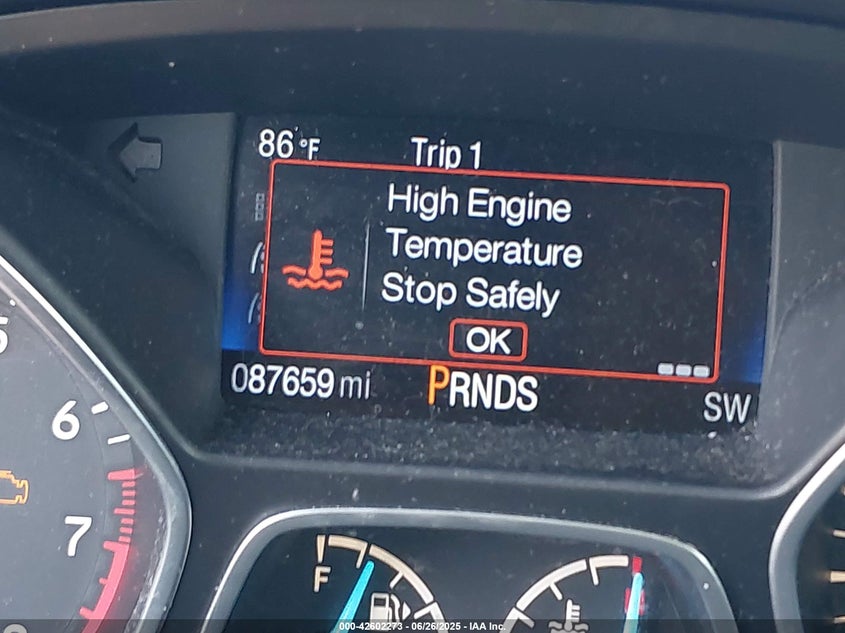 86 °F Trip 1
High Engine
Temperature
Stop Safely
OK
087659 mi PRNDS SW
6
7
F
000-42602273 - 06/26/2025 - IAA Inc.